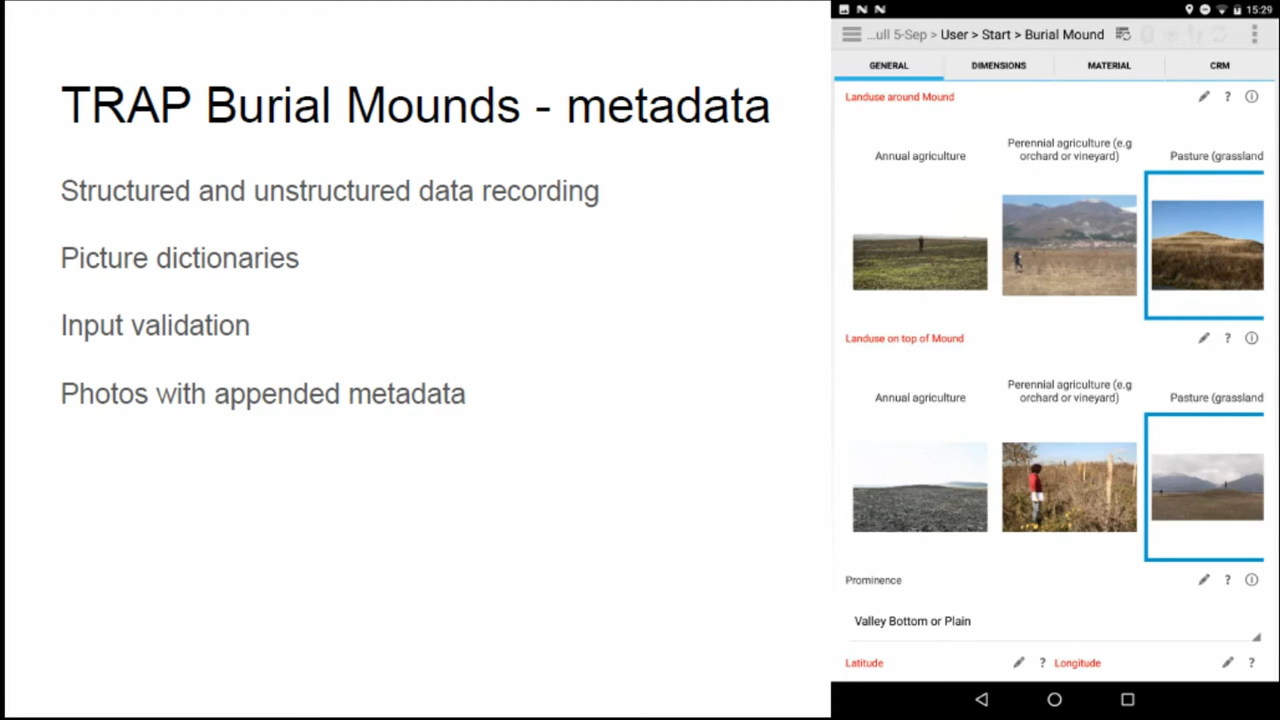 TRAP Burial Mounds - metadata
Structured and unstructured data recording
Picture dictionaries
Input validation
Photos with appended metadata
15:29
...ull 5-Sep > User > Start > Burial Mound
GENERAL DIMENSIONS MATERIAL CRM
Landuse around Mound ?
Annual agriculture
Perennial agriculture (e.g
orchard or vineyard)
Pasture (grassland
Landuse on top of Mound ?
Annual agriculture
Perennial agriculture (e.g
orchard or vineyard)
Pasture (grassland
Prominence ?
Valley Bottom or Plain
Latitude ? Longitude ?